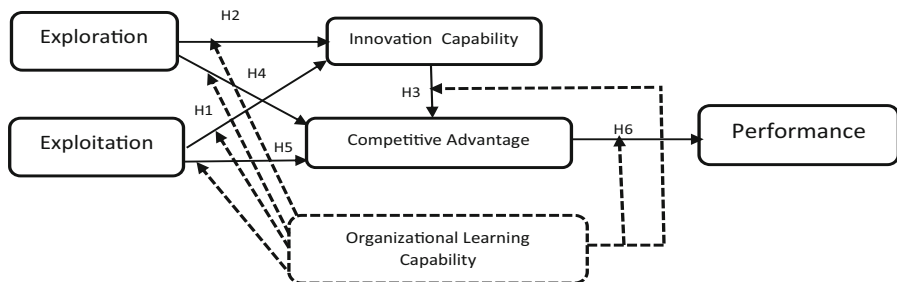 H2
Exploration
Innovation Capability
H4
H3
H1
Exploitation
Competitive Advantage
H6
Performance
H5
Organizational Learning
Capability